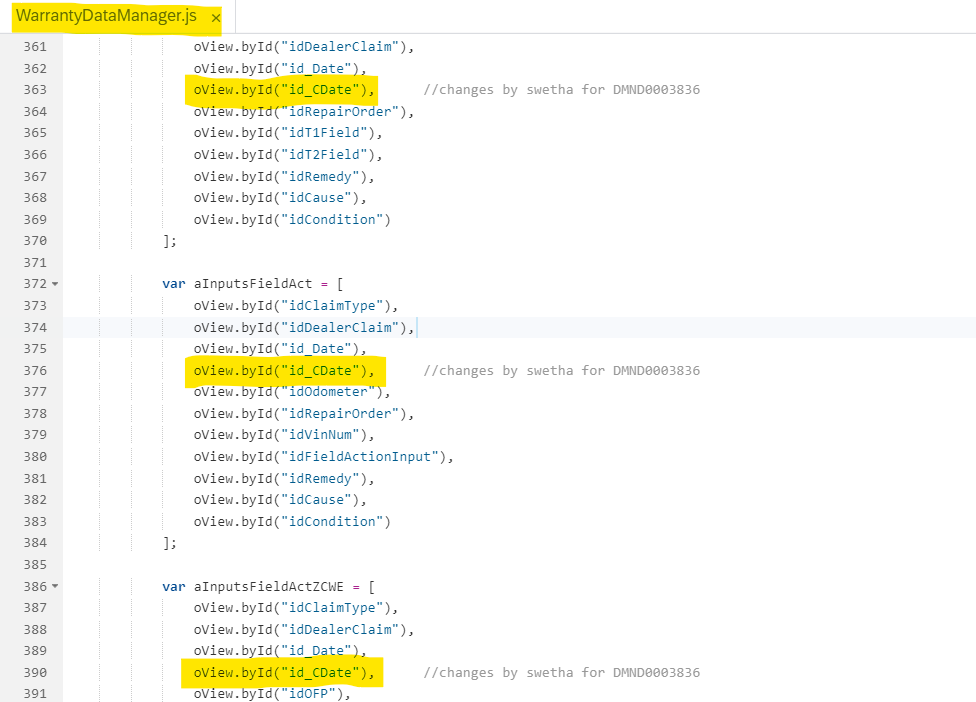 WarrantyDataManager.js ×
361 oView.byId("idDealerClaim"),
362 oView.byId("id_Date"),
363 oView.byId("id_CDate"), //changes by swetha for DMND0003836
364 oView.byId("idRepairOrder"),
365 oView.byId("idT1Field"),
366 oView.byId("idT2Field"),
367 oView.byId("idRemedy"),
368 oView.byId("idCause"),
369 oView.byId("idCondition")
370 ];
371
372 var aInputsFieldAct = [
373 oView.byId("idClaimType"),
374 oView.byId("idDealerClaim"),
375 oView.byId("id_Date"),
376 oView.byId("id_CDate"), //changes by swetha for DMND0003836
377 oView.byId("idOdometer"),
378 oView.byId("idRepairOrder"),
379 oView.byId("idVinNum"),
380 oView.byId("idFieldActionInput"),
381 oView.byId("idRemedy"),
382 oView.byId("idCause"),
383 oView.byId("idCondition")
384 ];
385
386 var aInputsFieldActZCWE = [
387 oView.byId("idClaimType"),
388 oView.byId("idDealerClaim"),
389 oView.byId("id_Date"),
390 oView.byId("id_CDate"), //changes by swetha for DMND0003836
391 oView.byId("idOFP"),